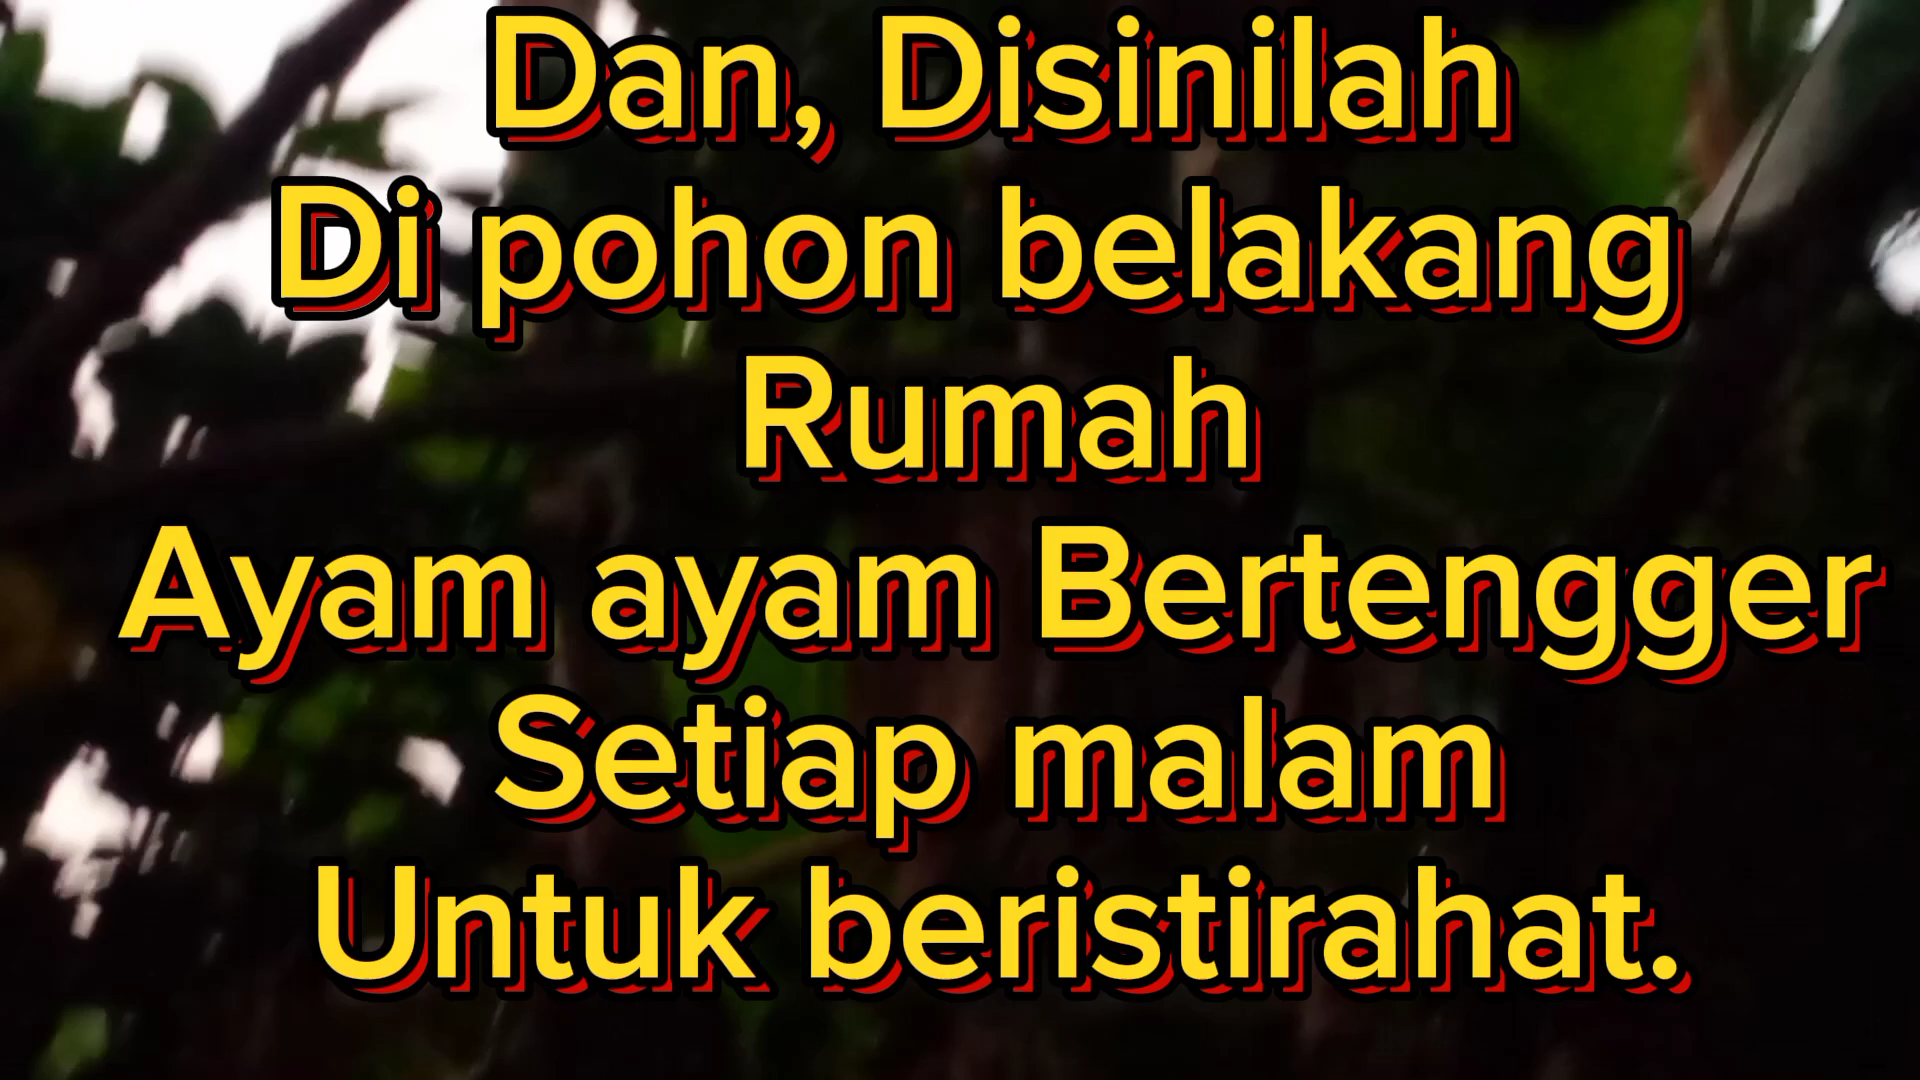 Dan, Disinilah
Di pohon belakang
Rumah
Ayam ayam Bertengger
Setiap malam
Untuk beristirahat.